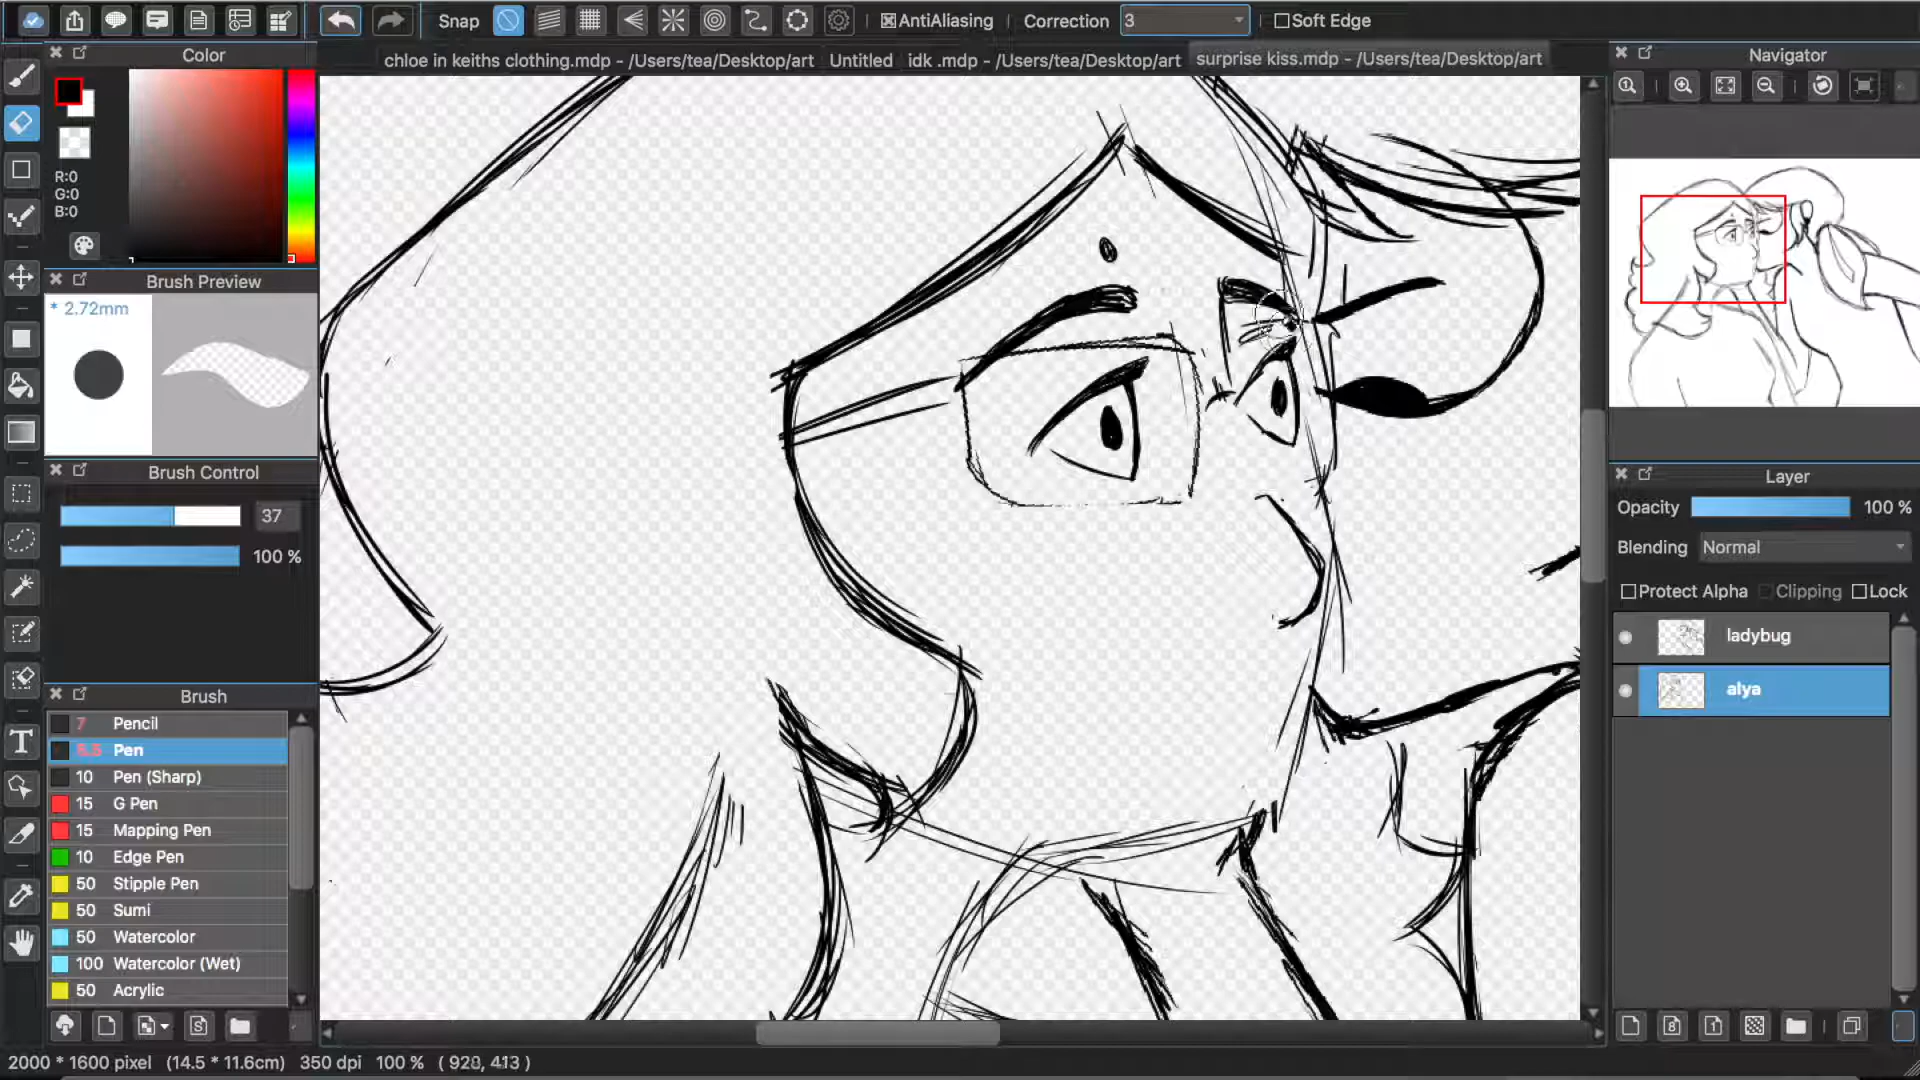 Snap
AntiAliasing
Correction
3
Soft Edge
chloe in keiths clothing.mdp - /Users/tea/Desktop/art
Untitled
idk .mdp - /Users/tea/Desktop/art
surprise kiss.mdp - /Users/tea/Desktop/art
Color
R:0
G:0
B:0
Brush Preview
* 2.72mm
Brush Control
37
100 %
Brush
7 Pencil
Pen
10 Pen (Sharp)
15 G Pen
15 Mapping Pen
10 Edge Pen
50 Stipple Pen
50 Sumi
50 Watercolor
100 Watercolor (Wet)
50 Acrylic
Navigator
Layer
Opacity 100 %
Blending Normal
Protect Alpha Clipping Lock
ladybug
alya
2000 * 1600 pixel (14.5 * 11.6cm) 350 dpi 100 % ( 928, 413 )